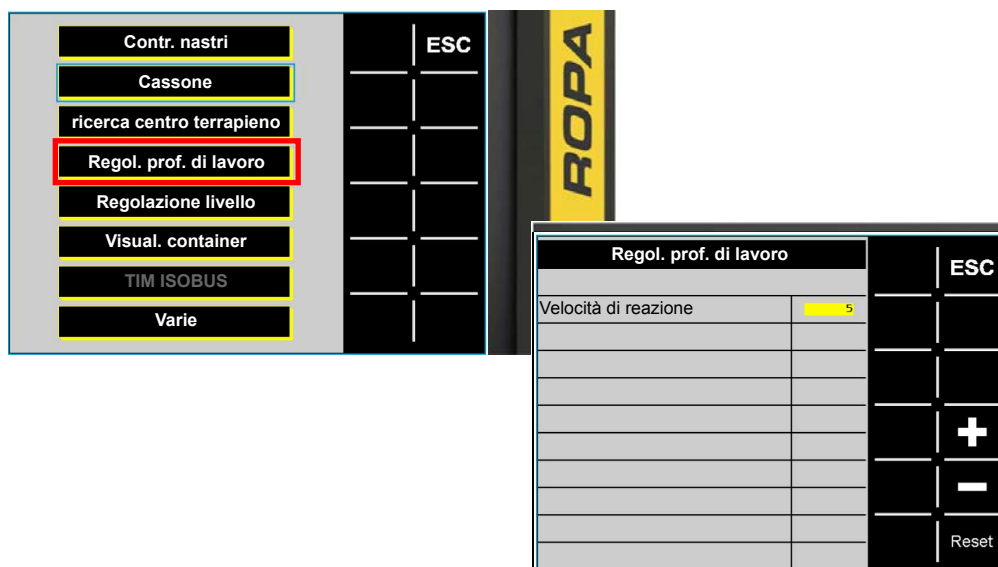 Contr. nastri
ESC
Cassone
ricerca centro terrapieno
Regol. prof. di lavoro
Regolazione livello
Visual. container
TIM ISOBUS
Varie
ROPA
Regol. prof. di lavoro
ESC
Velocità di reazione 5
Reset